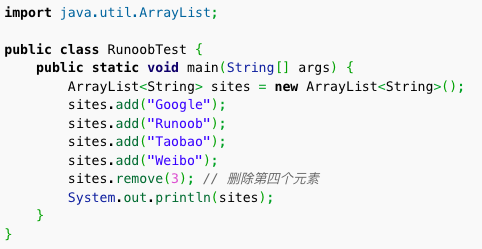 import java.util.ArrayList;

public class RunoobTest {
    public static void main(String[] args) {
        ArrayList<String> sites = new ArrayList<String>();
        sites.add("Google");
        sites.add("Runoob");
        sites.add("Taobao");
        sites.add("Weibo");
        sites.remove(3); // 删除第四个元素
        System.out.println(sites);
    }
}